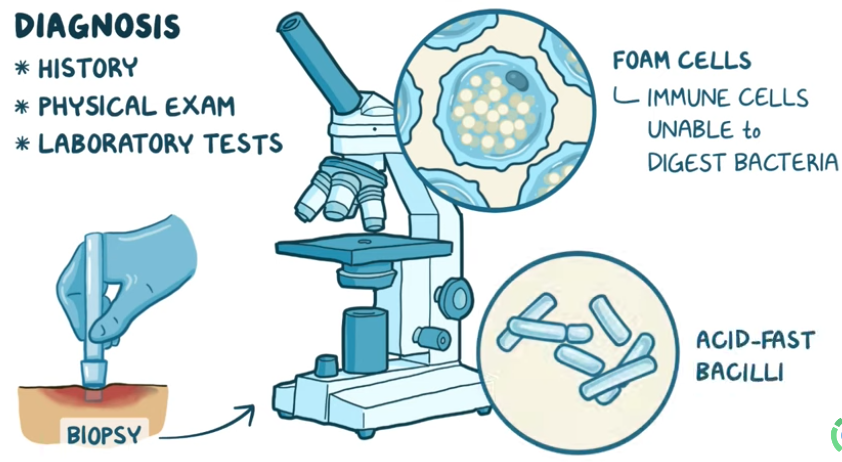 DIAGNOSIS
* HISTORY
* PHYSICAL EXAM
* LABORATORY TESTS
FOAM CELLS
IMMUNE CELLS
UNABLE to
DIGEST BACTERIA
ACID-FAST
BACILLI
BIOPSY